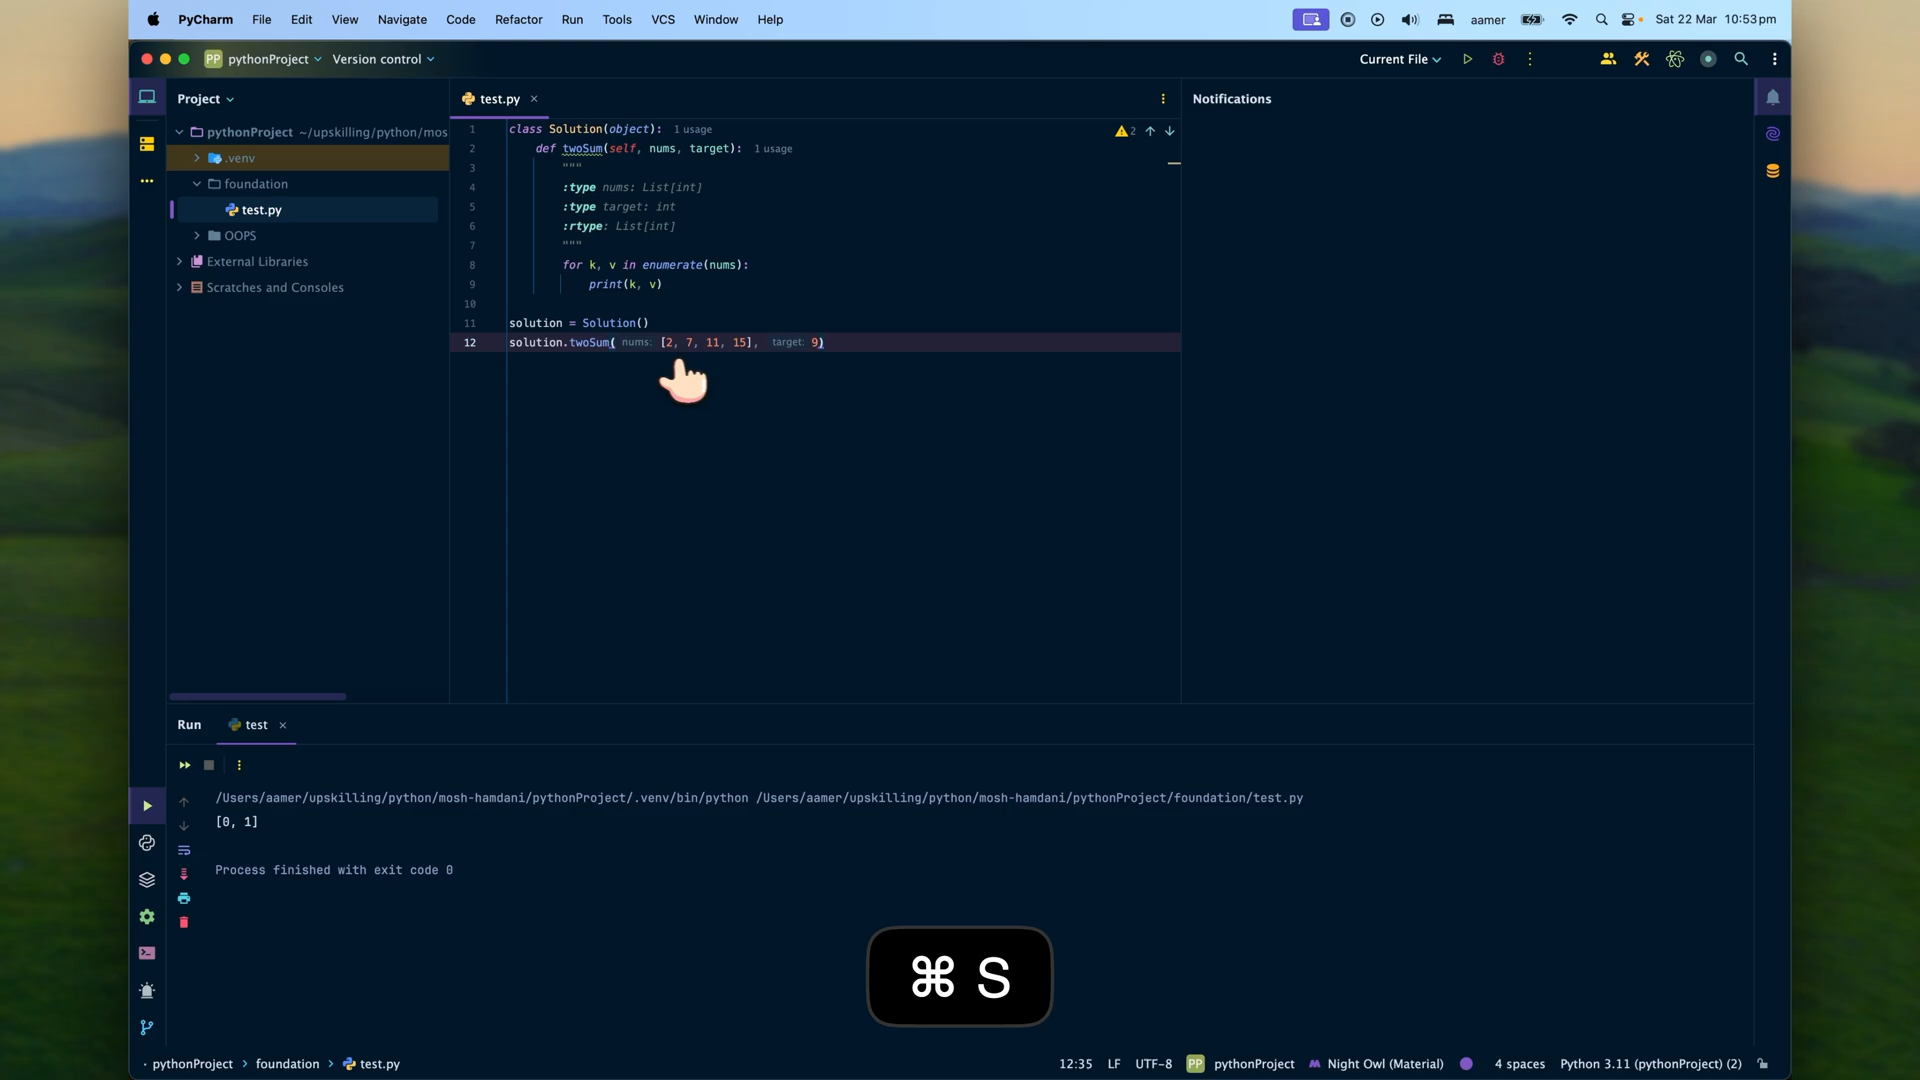 PyCharm File Edit View Navigate Code Refactor Run Tools VCS Window Help aamer Sat 22 Mar 10:53pm
PP pythonProject Version control Current File
Project
pythonProject ~/upskilling/python/mos
.venv
foundation
test.py
OOPS
External Libraries
Scratches and Consoles
test.py
2
1 class Solution(object): 1 usage
2 def twoSum(self, nums, target): 1 usage
3 """
4 :type nums: List[int]
5 :type target: int
6 :rtype: List[int]
7 """
8 for k, v in enumerate(nums):
9 print(k, v)
10
11 solution = Solution()
12 solution.twoSum( nums: [2, 7, 11, 15], target: 9)
Notifications
Run test
/Users/aamer/upskilling/python/mosh-hamdani/pythonProject/.venv/bin/python /Users/aamer/upskilling/python/mosh-hamdani/pythonProject/foundation/test.py
[0, 1]
Process finished with exit code 0
⌘ S
pythonProject > foundation > test.py 12:35 LF UTF-8 PP pythonProject Night Owl (Material) 4 spaces Python 3.11 (pythonProject) (2)